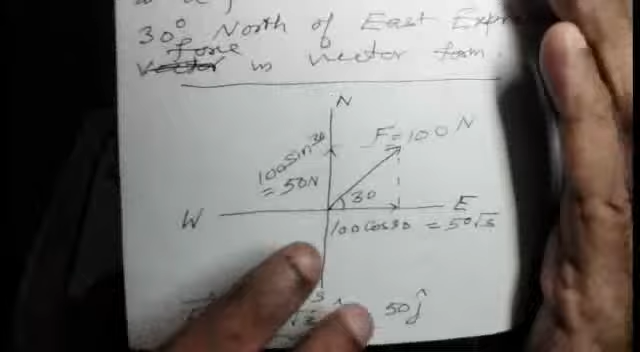 30° North of East Expre
force
vector in vector form.
N
100 sin 30
= 50N
F = 100 N
30
W
E
100 cos 30 = 50√3
S
50ĵ